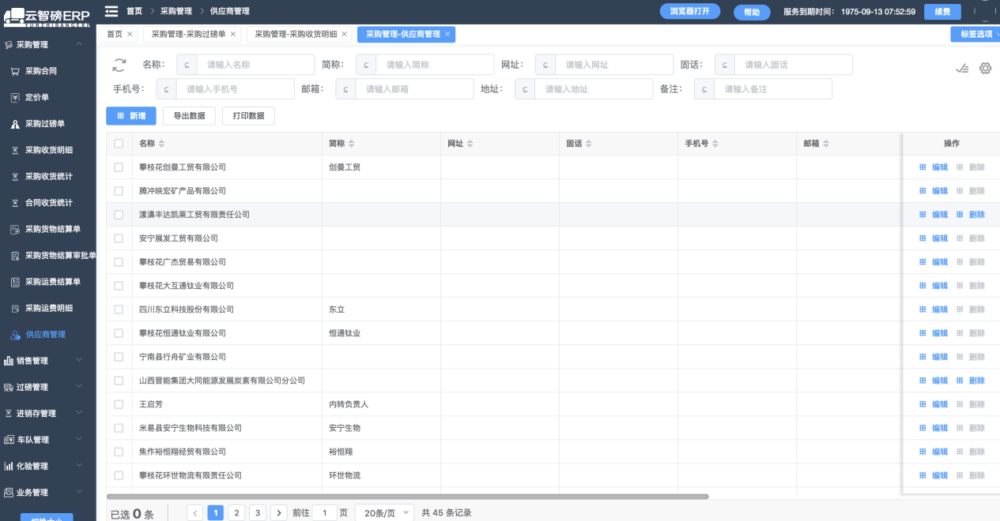 云智磅ERP
YUNZHIBANGERP
首页 采购管理 供应商管理
浏览器打开 帮助 服务到期时间: 1975-09-13 07:52:59 续费
首页 × 采购管理-采购过磅单 × 采购管理-采购收货明细 × 采购管理-供应商管理 × 标签选项
采购管理
采购合同
定价单
采购过磅单
采购收货明细
采购收货统计
合同收货统计
采购货物结算单
采购货物结算审批单
采购运费结算单
采购运费明细
供应商管理
销售管理
过磅管理
进销存管理
车队管理
化验管理
业务管理
切换大小
名称: ⊂ 请输入名称 简称: ⊂ 请输入简称 网址: ⊂ 请输入网址 固话: ⊂ 请输入固话
手机号: ⊂ 请输入手机号 邮箱: ⊂ 请输入邮箱 地址: ⊂ 请输入地址 备注: ⊂ 请输入备注
新增 导出数据 打印数据
名称 简称 网址 固话 手机号 邮箱 操作
攀枝花创曼工贸有限公司 创曼工贸 编辑 删除
腾冲映宏矿产品有限公司 编辑 删除
漾濞丰达凯莱工贸有限责任公司 编辑 删除
安宁展发工贸有限公司 编辑 删除
攀枝花广杰贸易有限公司 编辑 删除
攀枝花大互通钛业有限公司 编辑 删除
四川东立科技股份有限公司 东立 编辑 删除
攀枝花恒通钛业有限公司 恒通钛业 编辑 删除
宁南县行舟矿业有限公司 编辑 删除
山西晋能集团大同能源发展炭素有限公司分公司 编辑 删除
王启芳 内转负责人 编辑 删除
米易县安宁生物科技有限公司 安宁生物 编辑 删除
焦作裕恒翔经贸有限公司 裕恒翔 编辑 删除
攀枝花环世物流有限责任公司 环世物流 编辑 删除
已选 0 条 1 2 3 前往 1 页 20条/页 共 45 条记录